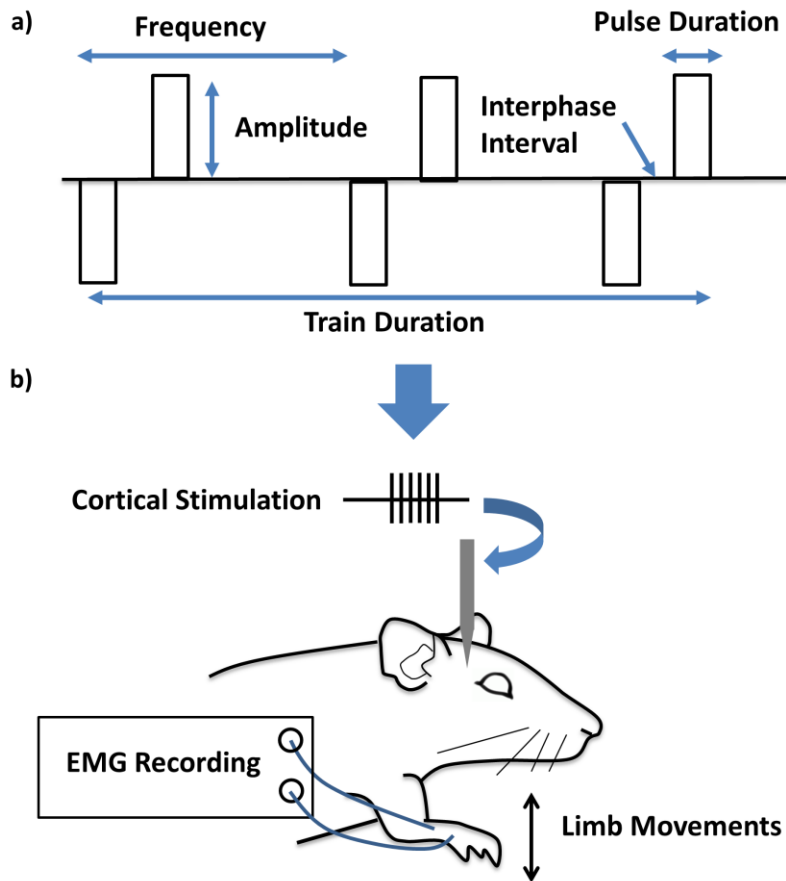 a)
Frequency
Pulse Duration
Amplitude
Interphase
Interval
Train Duration
b)
Cortical Stimulation
EMG Recording
Limb Movements